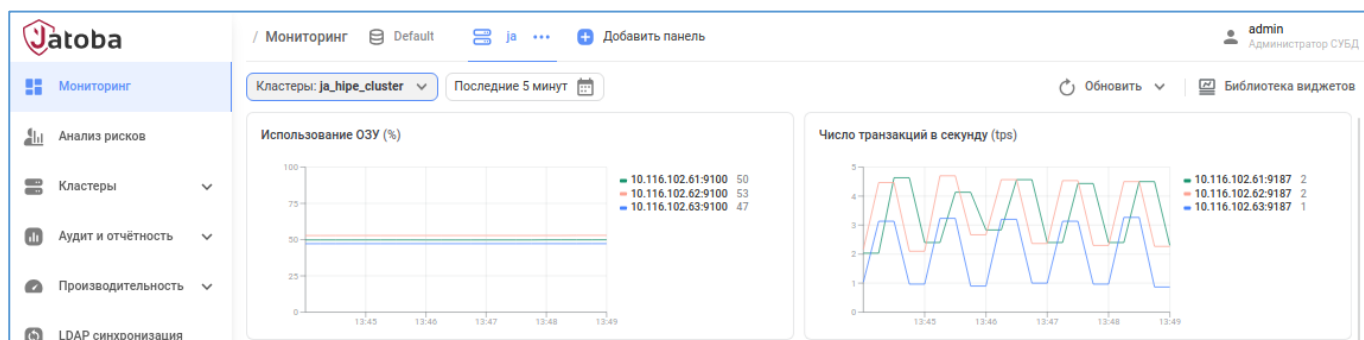 Jatoba
/ Мониторинг Default ja ••• Добавить панель
admin
Администратор СУБД
Мониторинг
Кластеры: ja_hipe_cluster Последние 5 минут Обновить Библиотека виджетов
Анализ рисков
Кластеры
Аудит и отчётность
Производительность
LDAP синхронизация
Использование ОЗУ (%)
100
75
50
25
0
13:45 13:46 13:47 13:48 13:49
10.116.102.61:9100 50
10.116.102.62:9100 53
10.116.102.63:9100 47
Число транзакций в секунду (tps)
5
4
3
2
1
0
13:45 13:46 13:47 13:48 13:49
10.116.102.61:9187 2
10.116.102.62:9187 2
10.116.102.63:9187 1